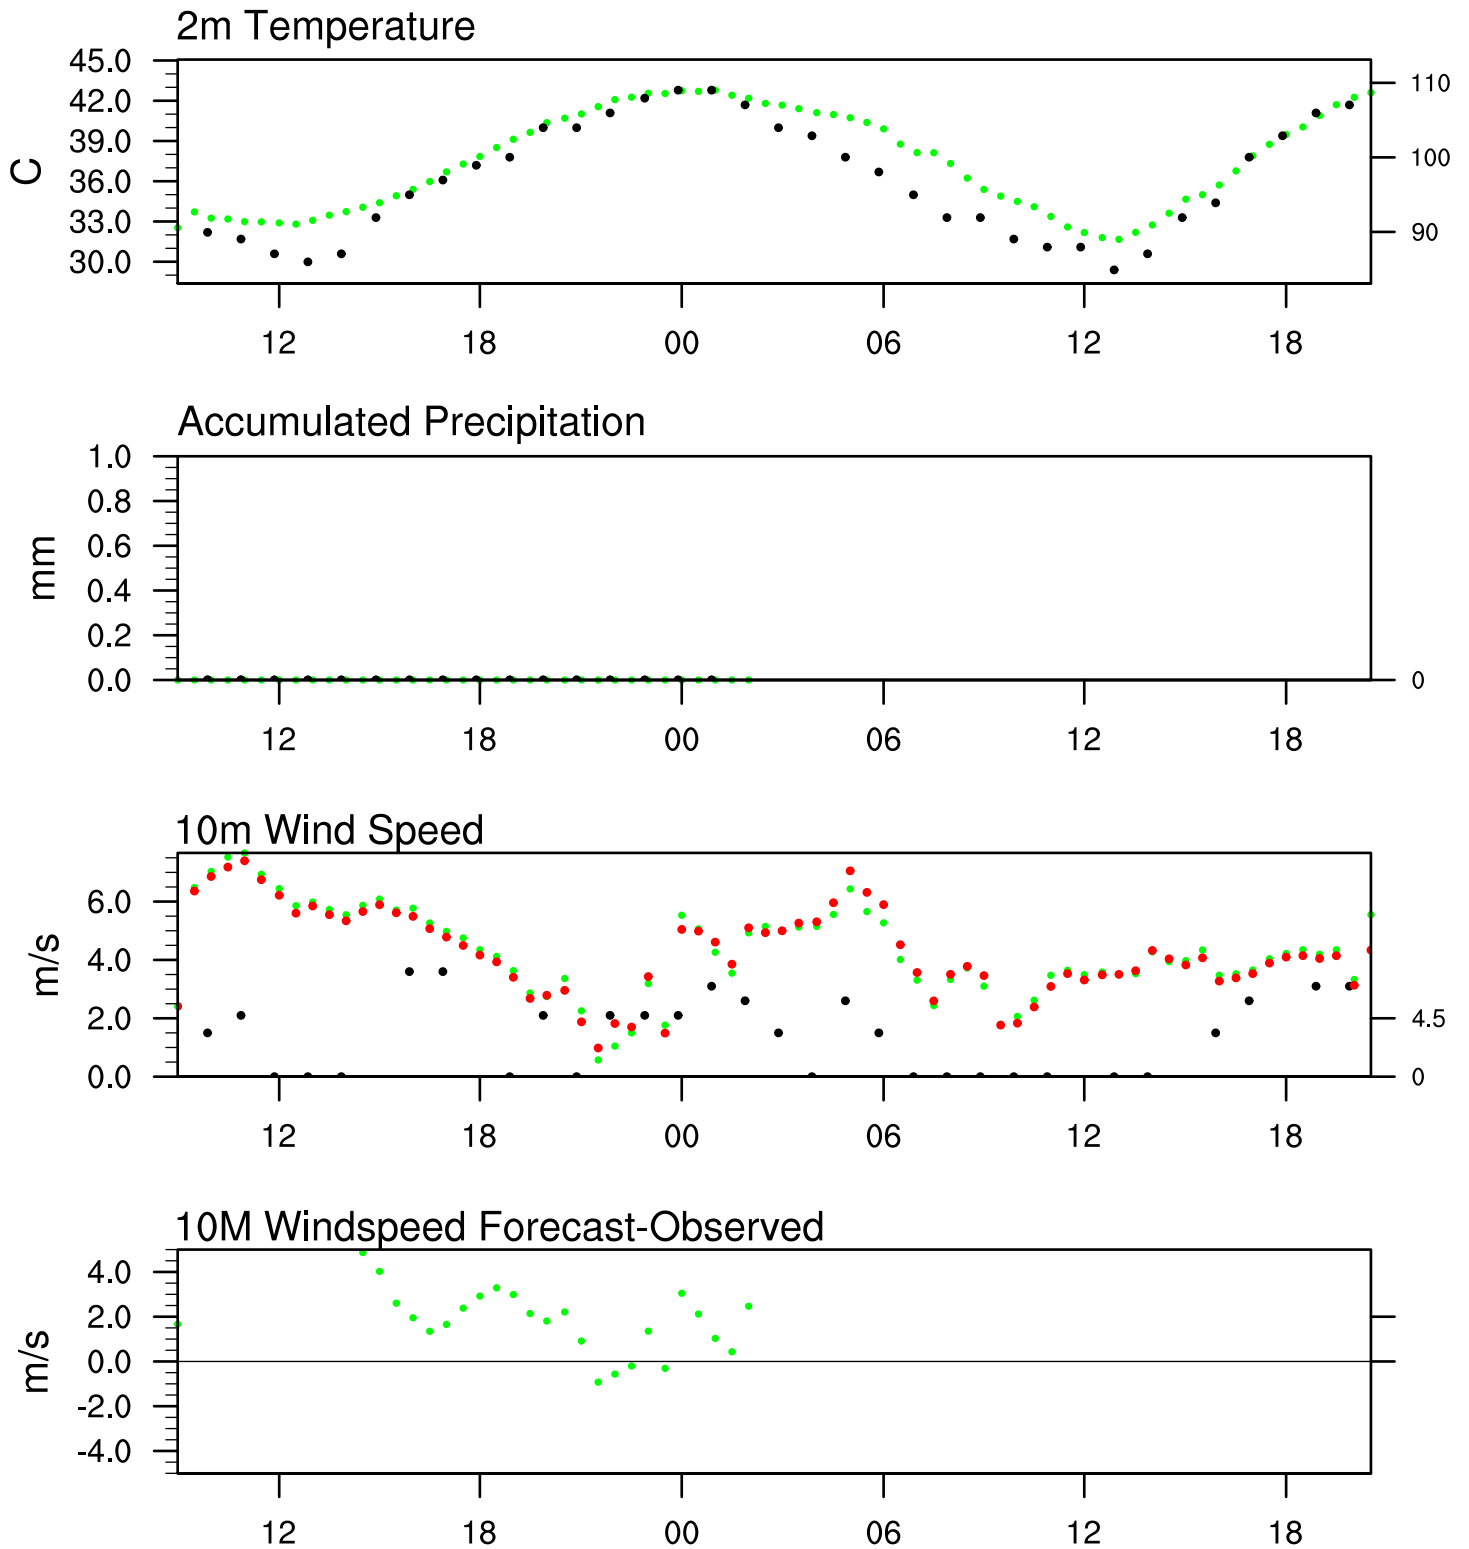 2m Temperature
45.0
42.0
39.0
36.0
33.0
30.0
C
110
100
90
12 18 00 06 12 18
Accumulated Precipitation
1.0
0.8
0.6
0.4
0.2
0.0
mm
0
12 18 00 06 12 18
10m Wind Speed
6.0
4.0
2.0
0.0
m/s
4.5
0
12 18 00 06 12 18
10M Windspeed Forecast-Observed
4.0
2.0
0.0
-2.0
-4.0
m/s
12 18 00 06 12 18